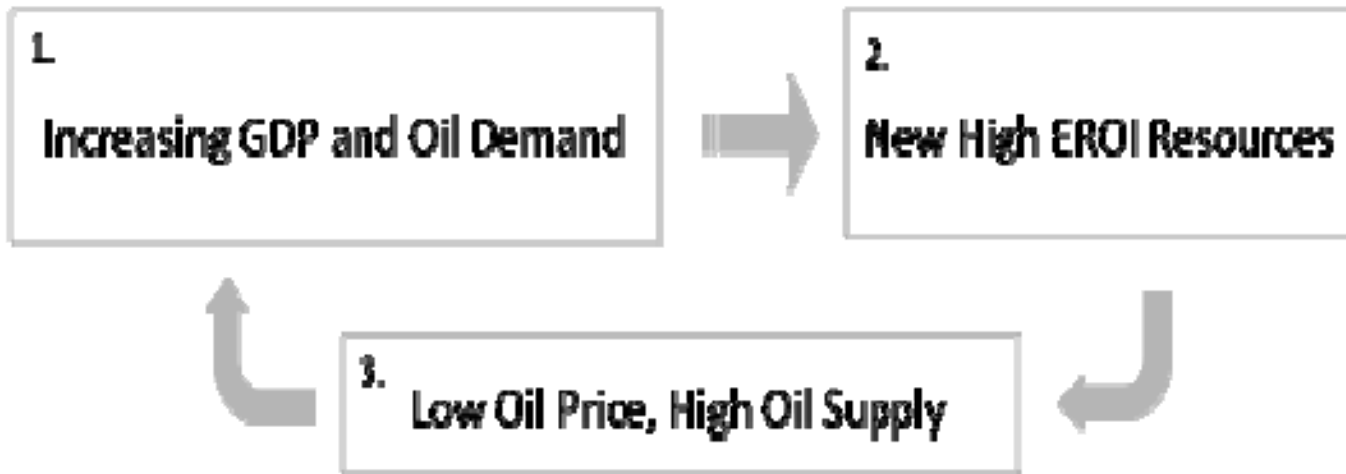 1.
Increasing GDP and Oil Demand
2.
New High EROI Resources
3.
Low Oil Price, High Oil Supply